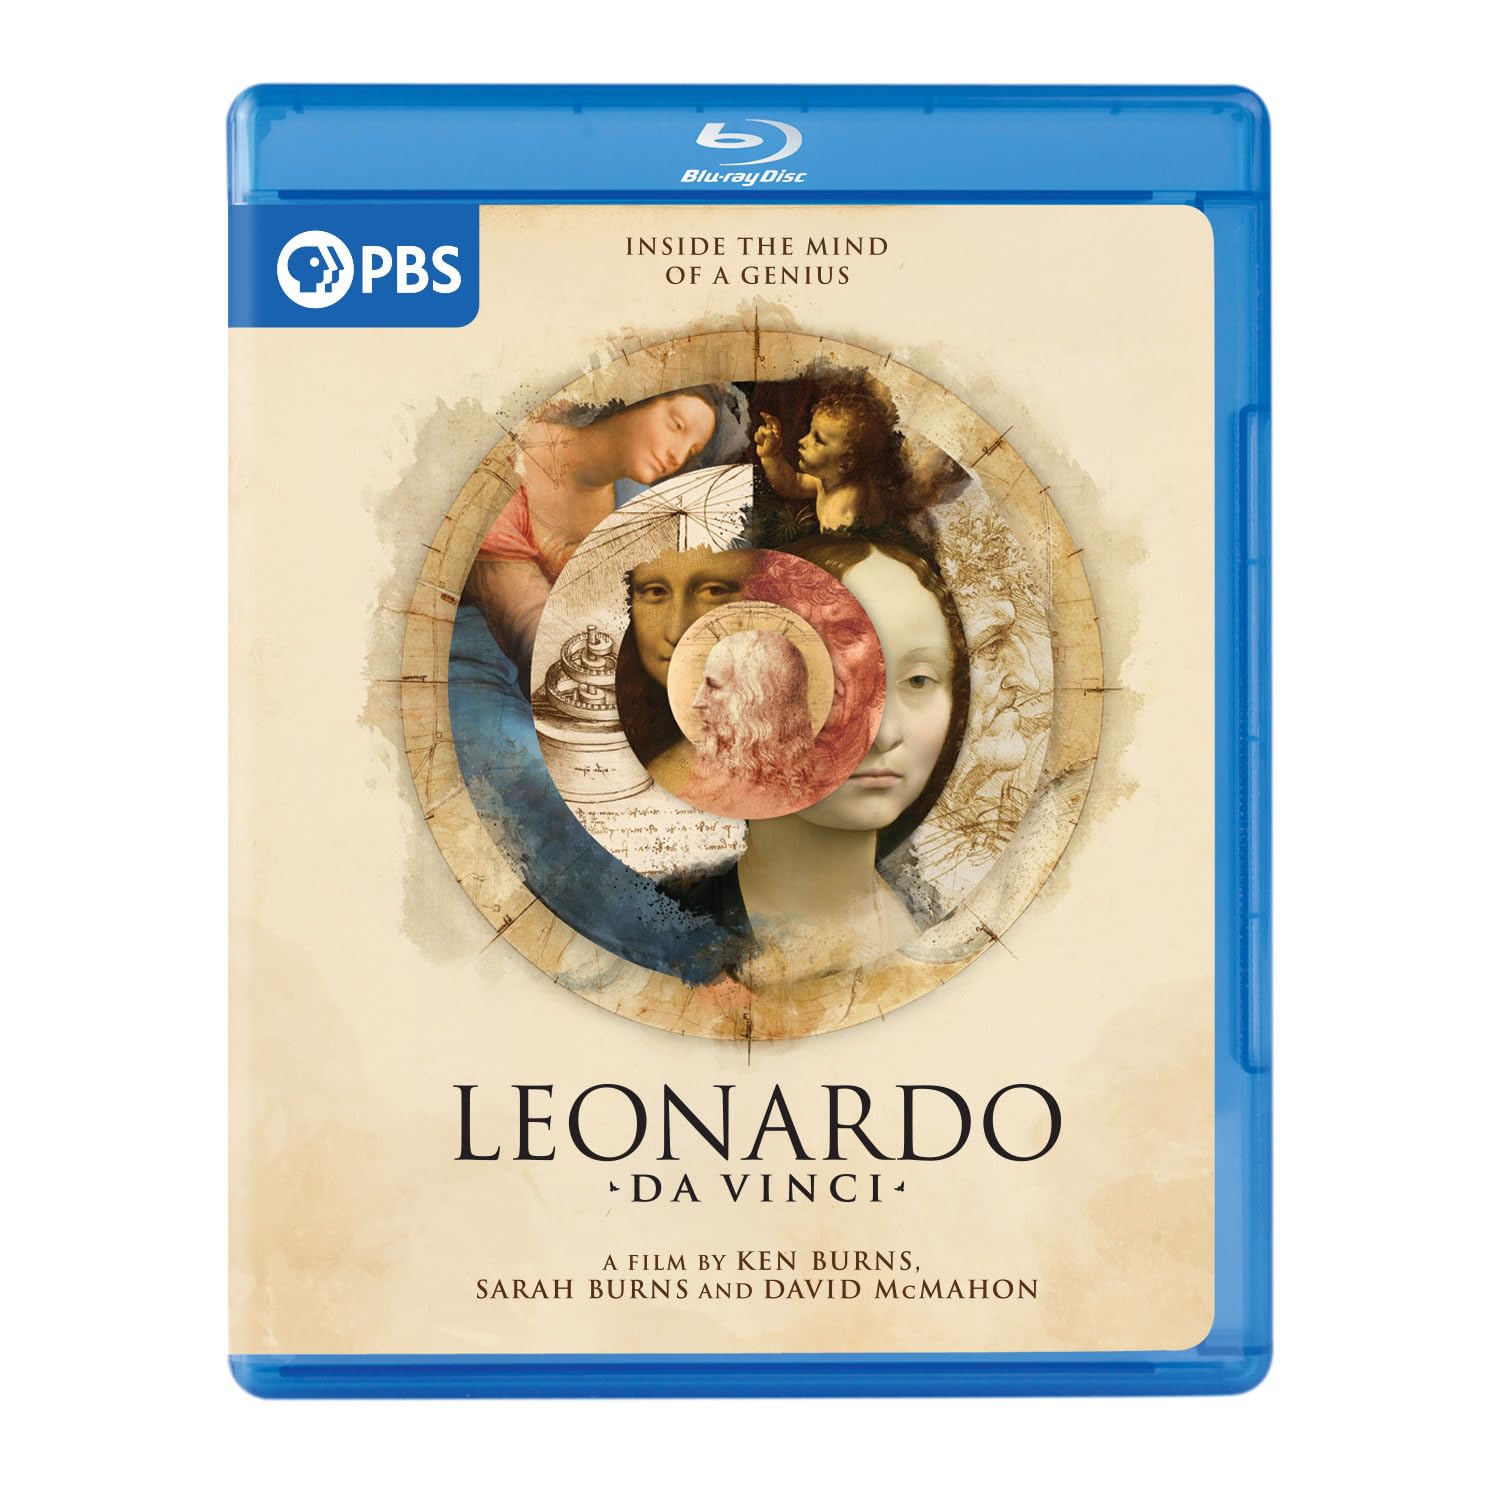 Blu-ray Disc
PBS
INSIDE THE MIND
OF A GENIUS
LEONARDO
DA VINCI
A FILM BY KEN BURNS,
SARAH BURNS AND DAVID McMAHON